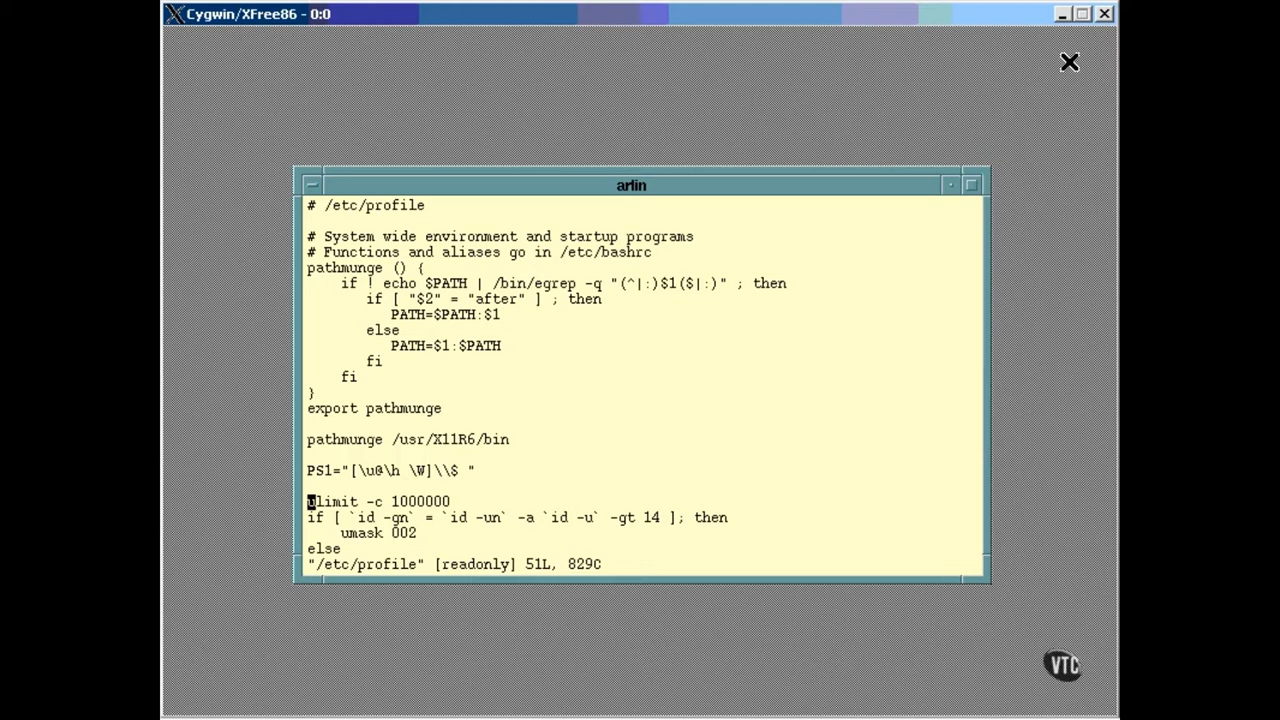 Cygwin/XFree86 - 0:0
arlin
# /etc/profile
# System wide environment and startup programs
# Functions and aliases go in /etc/bashrc
pathmunge () {
    if ! echo $PATH | /bin/egrep -q "(^|:)$1($|:)" ; then
       if [ "$2" = "after" ] ; then
          PATH=$PATH:$1
       else
          PATH=$1:$PATH
       fi
    fi
}
export pathmunge
pathmunge /usr/X11R6/bin
PS1="[\u@\h \W]\\$ "
ulimit -c 1000000
if [ `id -gn` = `id -un` -a `id -u` -gt 14 ]; then
    umask 002
else
"/etc/profile" [readonly] 51L, 829C
VTC